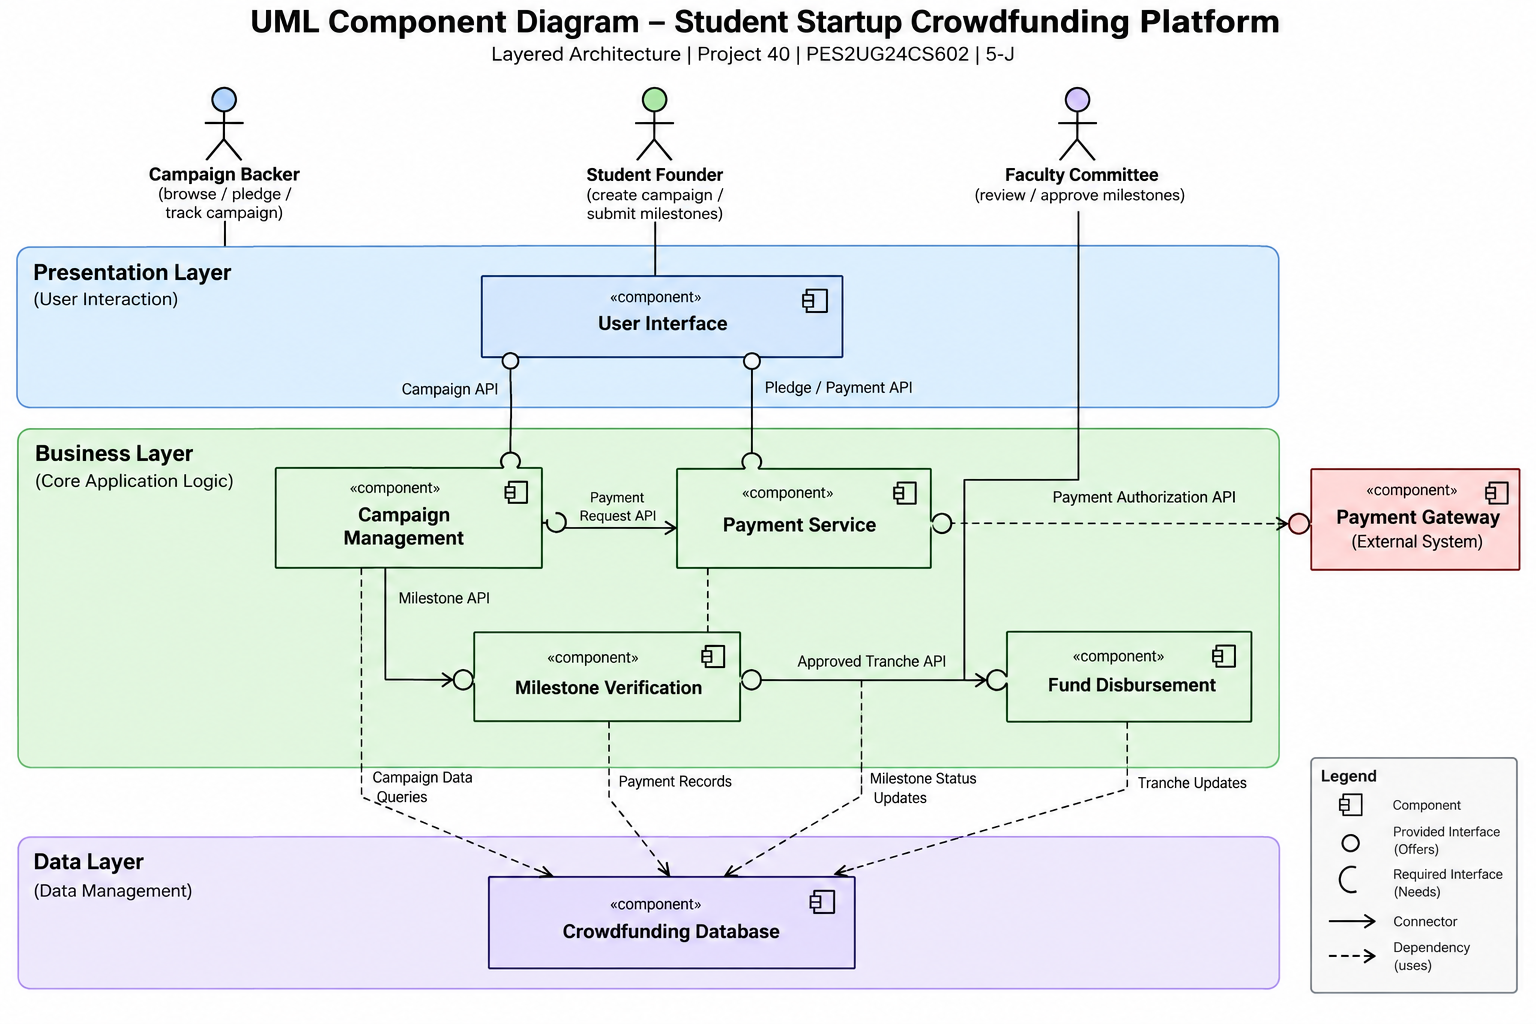 UML Component Diagram – Student Startup Crowdfunding Platform
Layered Architecture | Project 40 | PES2UG24CS602 | 5-J
Campaign Backer
(browse / pledge /
track campaign)
Student Founder
(create campaign /
submit milestones)
Faculty Committee
(review / approve milestones)
Presentation Layer
(User Interaction)
«component»
User Interface
Campaign API
Pledge / Payment API
Business Layer
(Core Application Logic)
«component»
Campaign
Management
Payment
Request API
«component»
Payment Service
Payment Authorization API
«component»
Payment Gateway
(External System)
Milestone API
«component»
Milestone Verification
Approved Tranche API
«component»
Fund Disbursement
Campaign Data
Queries
Payment Records
Milestone Status
Updates
Tranche Updates
Data Layer
(Data Management)
«component»
Crowdfunding Database
Legend
Component
Provided Interface
(Offers)
Required Interface
(Needs)
Connector
Dependency
(uses)